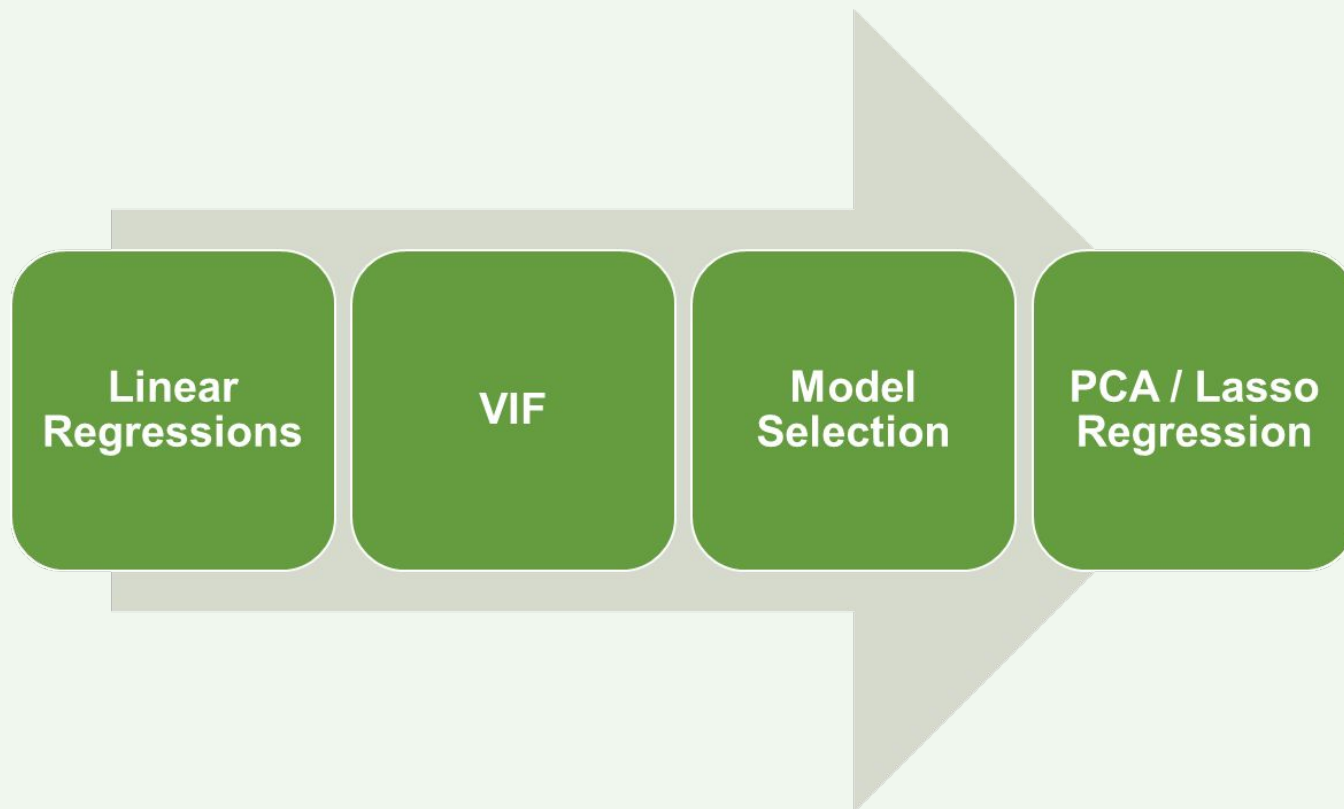 Linear
Regressions
VIF
Model
Selection
PCA / Lasso
Regression